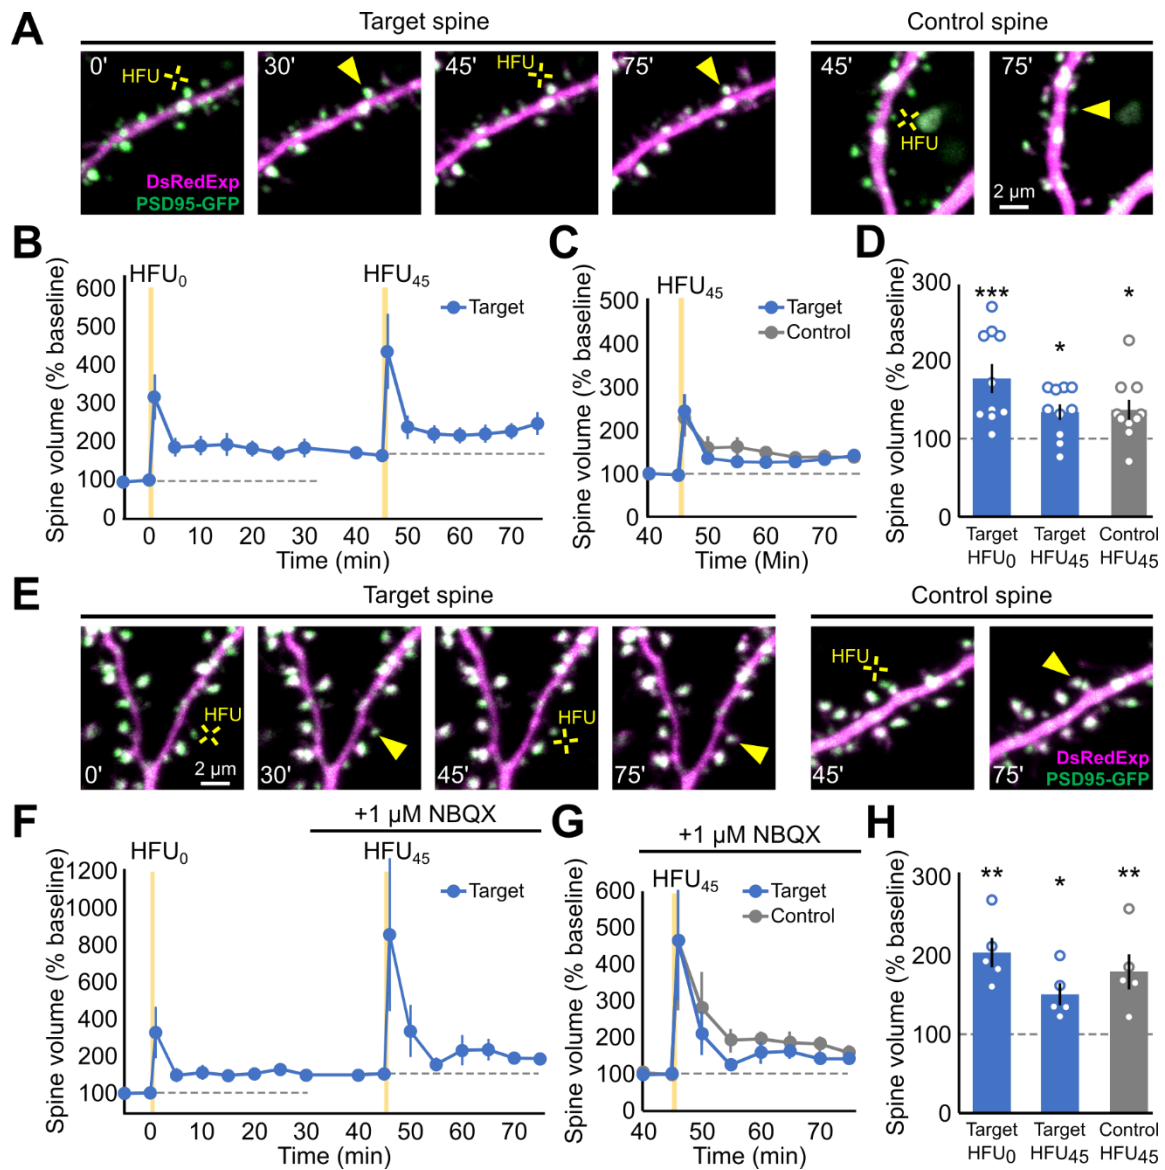 A
Target spine
Control spine
0'
HFU
DsRedExp
PSD95-GFP
30'
45'
HFU
75'
45'
HFU
75'
2 µm
B
HFU0
HFU45
Target
Spine volume (% baseline)
600
500
400
300
200
100
0
0 10 20 30 40 50 60 70
Time (min)
C
HFU45
Target
Control
Spine volume (% baseline)
500
400
300
200
100
0
40 50 60 70
Time (Min)
D
Spine volume (% baseline)
300
200
100
0
***
*
*
Target
HFU0
Target
HFU45
Control
HFU45
E
Target spine
Control spine
HFU
0'
2 µm
30'
HFU
45'
75'
HFU
45'
75'
DsRedExp
PSD95-GFP
F
+1 µM NBQX
HFU0
HFU45
Target
Spine volume (% baseline)
1200
1000
800
600
400
200
100
0 10 20 30 40 50 60 70
Time (min)
G
+1 µM NBQX
HFU45
Target
Control
Spine volume (% baseline)
600
500
400
300
200
100
0
40 50 60 70
Time (min)
H
Spine volume (% baseline)
300
200
100
0
**
*
**
Target
HFU0
Target
HFU45
Control
HFU45